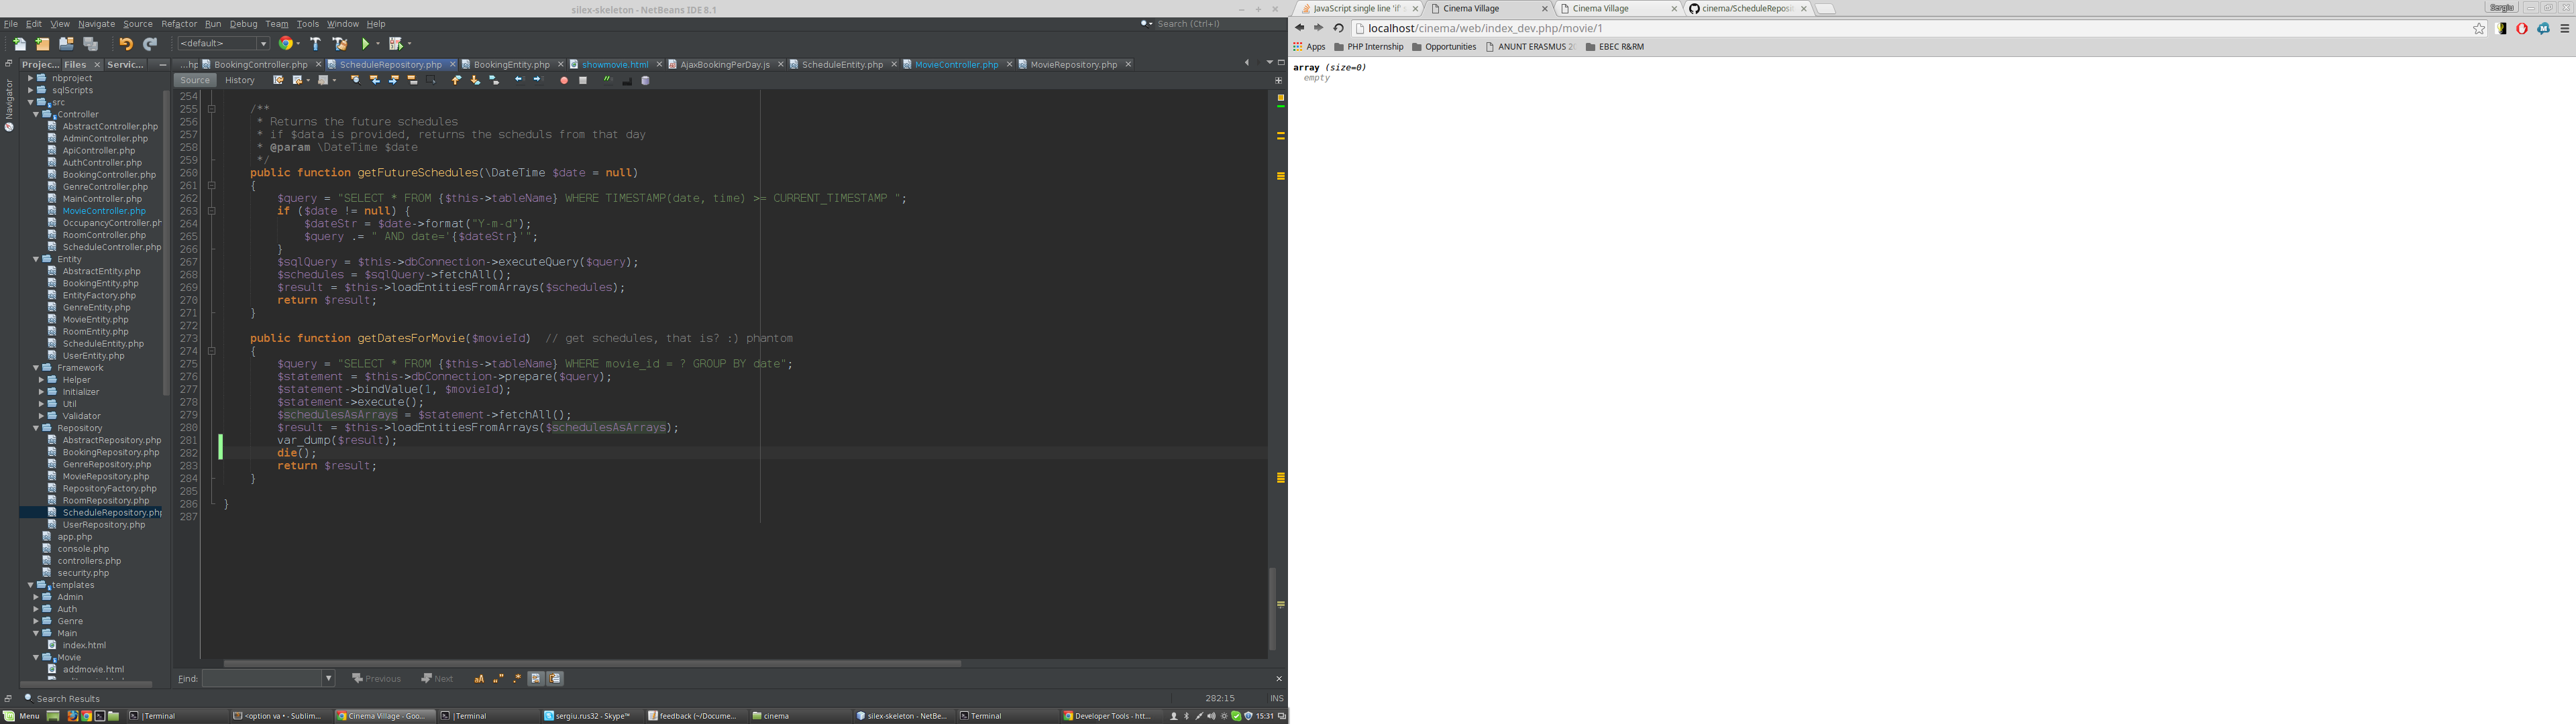 silex-skeleton - NetBeans IDE 8.1
File Edit View Navigate Source Refactor Run Debug Team Tools Window Help
Search (Ctrl+I)
<default>
Projec... Files Servic...
...hp BookingController.php ScheduleRepository.php BookingEntity.php showmovie.html AjaxBookingPerDay.js ScheduleEntity.php MovieController.php MovieRepository.php
Source History
Navigator
nbproject
sqlScripts
src
Controller
AbstractController.php
AdminController.php
ApiController.php
AuthController.php
BookingController.php
GenreController.php
MainController.php
MovieController.php
OccupancyController.ph
RoomController.php
ScheduleController.php
Entity
AbstractEntity.php
BookingEntity.php
EntityFactory.php
GenreEntity.php
MovieEntity.php
RoomEntity.php
ScheduleEntity.php
UserEntity.php
Framework
Helper
Initializer
Util
Validator
Repository
AbstractRepository.php
BookingRepository.php
GenreRepository.php
MovieRepository.php
RepositoryFactory.php
RoomRepository.php
ScheduleRepository.php
UserRepository.php
app.php
console.php
controllers.php
security.php
templates
Admin
Auth
Genre
Main
index.html
Movie
addmovie.html
254
255 /**
256 * Returns the future schedules
257 * if $data is provided, returns the scheduls from that day
258 * @param \DateTime $date
259 */
260 public function getFutureSchedules(\DateTime $date = null)
261 {
262 $query = "SELECT * FROM {$this->tableName} WHERE TIMESTAMP(date, time) >= CURRENT_TIMESTAMP ";
263 if ($date != null) {
264 $dateStr = $date->format("Y-m-d");
265 $query .= " AND date='{$dateStr}'";
266 }
267 $sqlQuery = $this->dbConnection->executeQuery($query);
268 $schedules = $sqlQuery->fetchAll();
269 $result = $this->loadEntitiesFromArrays($schedules);
270 return $result;
271 }
272
273 public function getDatesForMovie($movieId) // get schedules, that is? :) phantom
274 {
275 $query = "SELECT * FROM {$this->tableName} WHERE movie_id = ? GROUP BY date";
276 $statement = $this->dbConnection->prepare($query);
277 $statement->bindValue(1, $movieId);
278 $statement->execute();
279 $schedulesAsArrays = $statement->fetchAll();
280 $result = $this->loadEntitiesFromArrays($schedulesAsArrays);
281 var_dump($result);
282 die();
283 return $result;
284 }
285
286 }
287
Find: Previous Next
Search Results
282:15 INS
JavaScript single line 'if' s Cinema Village Cinema Village cinema/ScheduleReposit
Sergiu
localhost/cinema/web/index_dev.php/movie/1
Apps PHP Internship Opportunities ANUNT ERASMUS 20 EBEC R&RM
array (size=0)
empty
Menu |Terminal <option va • - Sublim... Cinema Village - Goo... |Terminal sergiu.rus32 - Skype™ feedback (~/Docume... cinema silex-skeleton - NetBe... Terminal Developer Tools - htt... 15:31